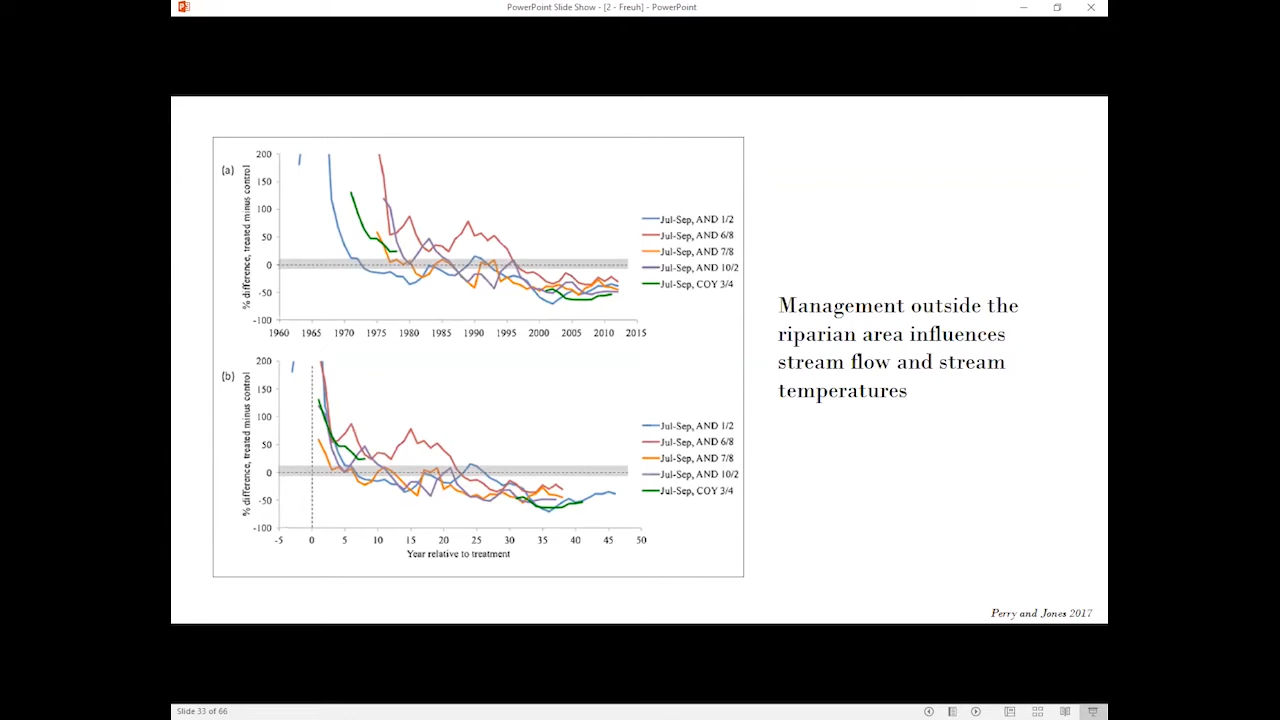 PowerPoint Slide Show - [2 - Freuh] - PowerPoint
(a)
% difference, treated minus control
200
150
100
50
0
-50
-100
1960 1965 1970 1975 1980 1985 1990 1995 2000 2005 2010 2015
Jul-Sep, AND 1/2
Jul-Sep, AND 6/8
Jul-Sep, AND 7/8
Jul-Sep, AND 10/2
Jul-Sep, COY 3/4
(b)
% difference, treated minus control
200
150
100
50
0
-50
-100
-5 0 5 10 15 20 25 30 35 40 45 50
Year relative to treatment
Jul-Sep, AND 1/2
Jul-Sep, AND 6/8
Jul-Sep, AND 7/8
Jul-Sep, AND 10/2
Jul-Sep, COY 3/4
Management outside the
riparian area influences
stream flow and stream
temperatures
Perry and Jones 2017
Slide 33 of 66